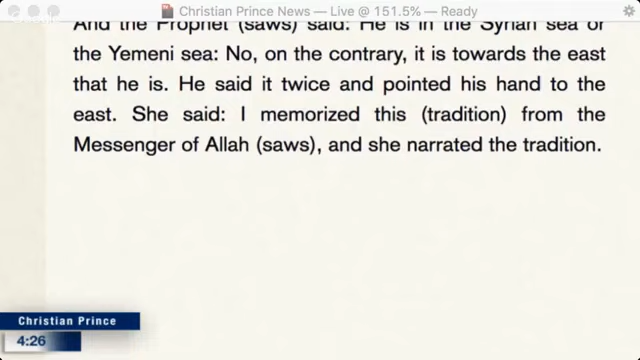 Christian Prince News — Live @ 151.5% — Ready
And the Prophet (saws) said: He is in the Syrian sea or
the Yemeni sea: No, on the contrary, it is towards the east
that he is. He said it twice and pointed his hand to the
east. She said: I memorized this (tradition) from the
Messenger of Allah (saws), and she narrated the tradition.
Christian Prince
4:26